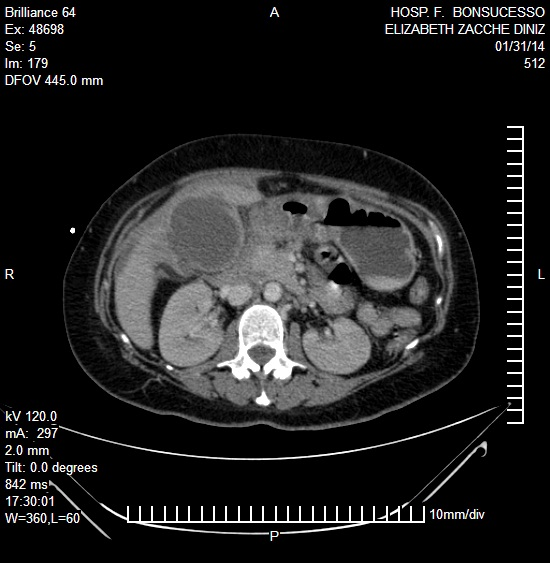 Brilliance 64
Ex: 48698
Se: 5
Im: 179
DFOV 445.0 mm
A
HOSP. F. BONSUCESSO
ELIZABETH ZACCHE DINIZ
01/31/14
512
R
L
kV 120.0
mA: 297
2.0 mm
Tilt: 0.0 degrees
842 ms
17:30:01
W=360,L=60
10mm/div
P